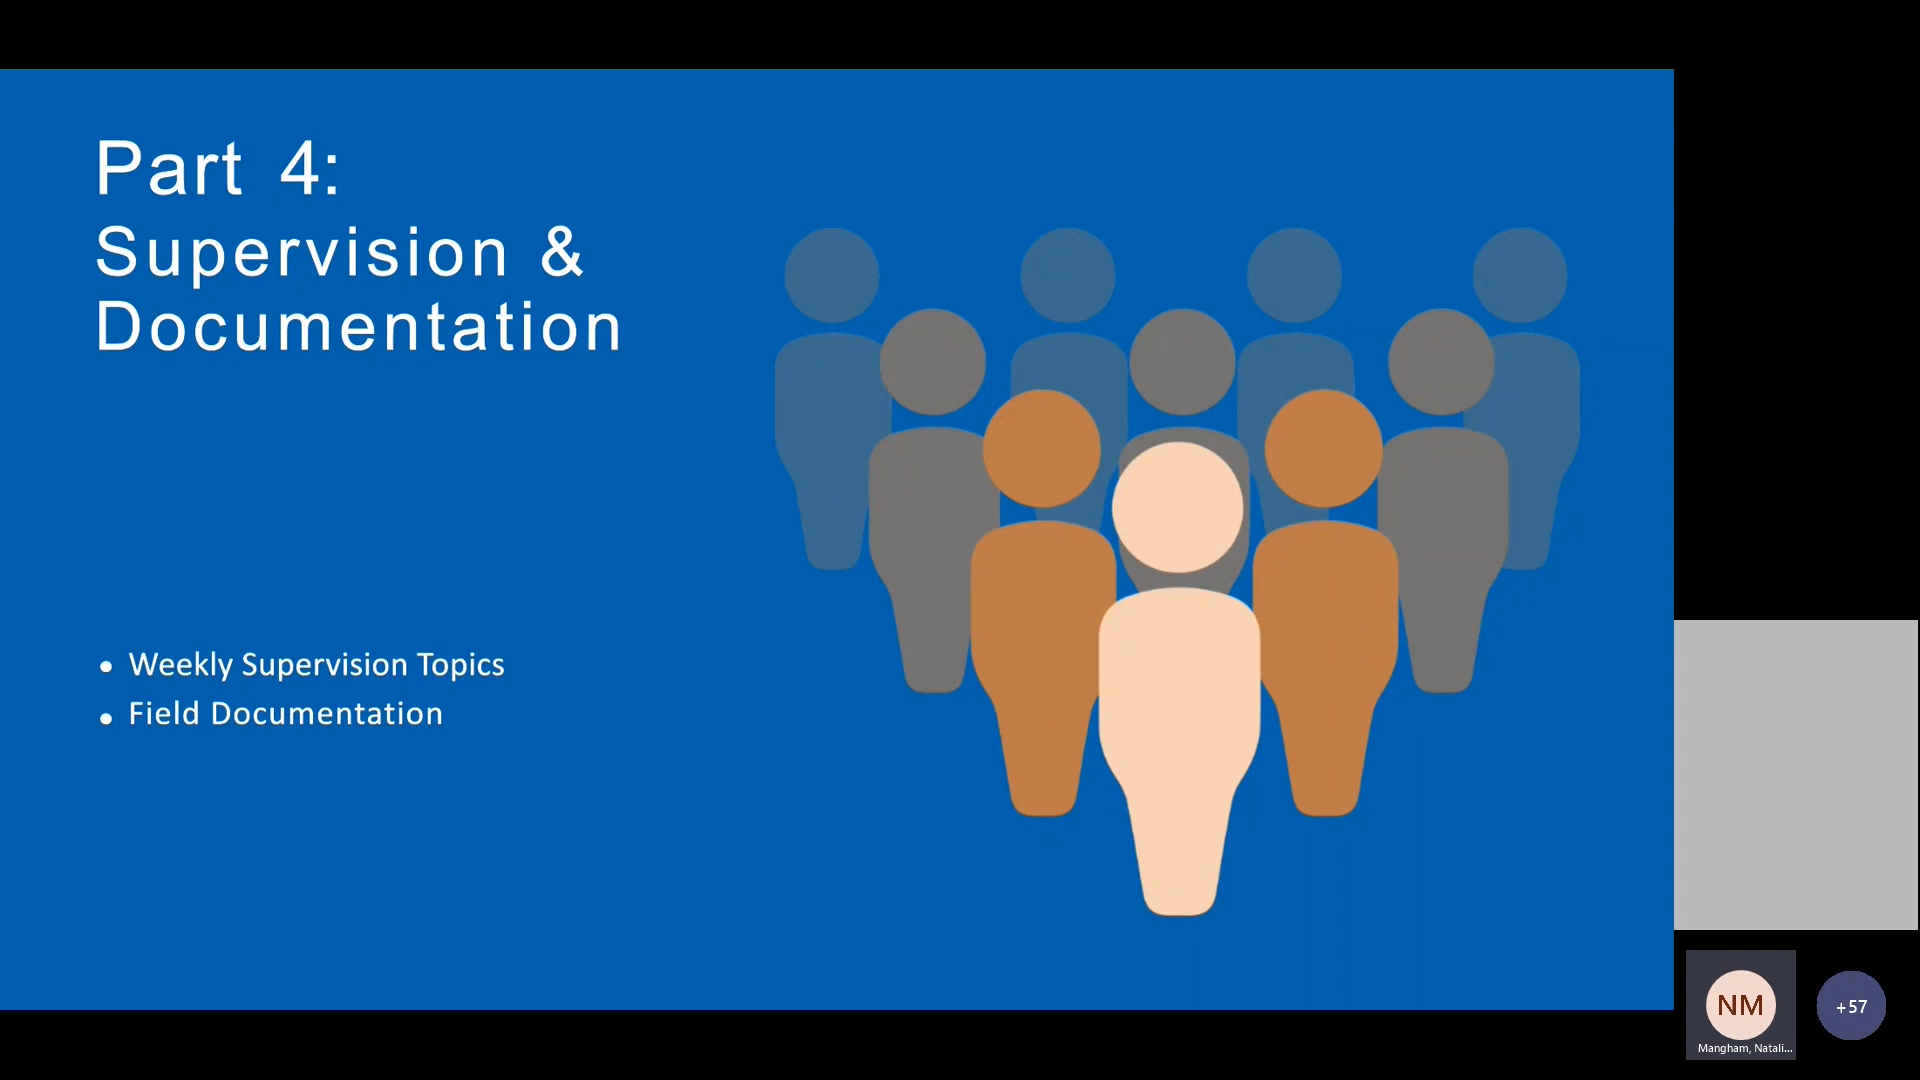 Part 4:
Supervision &
Documentation
• Weekly Supervision Topics
• Field Documentation
NM
Mangham, Natali...
+57